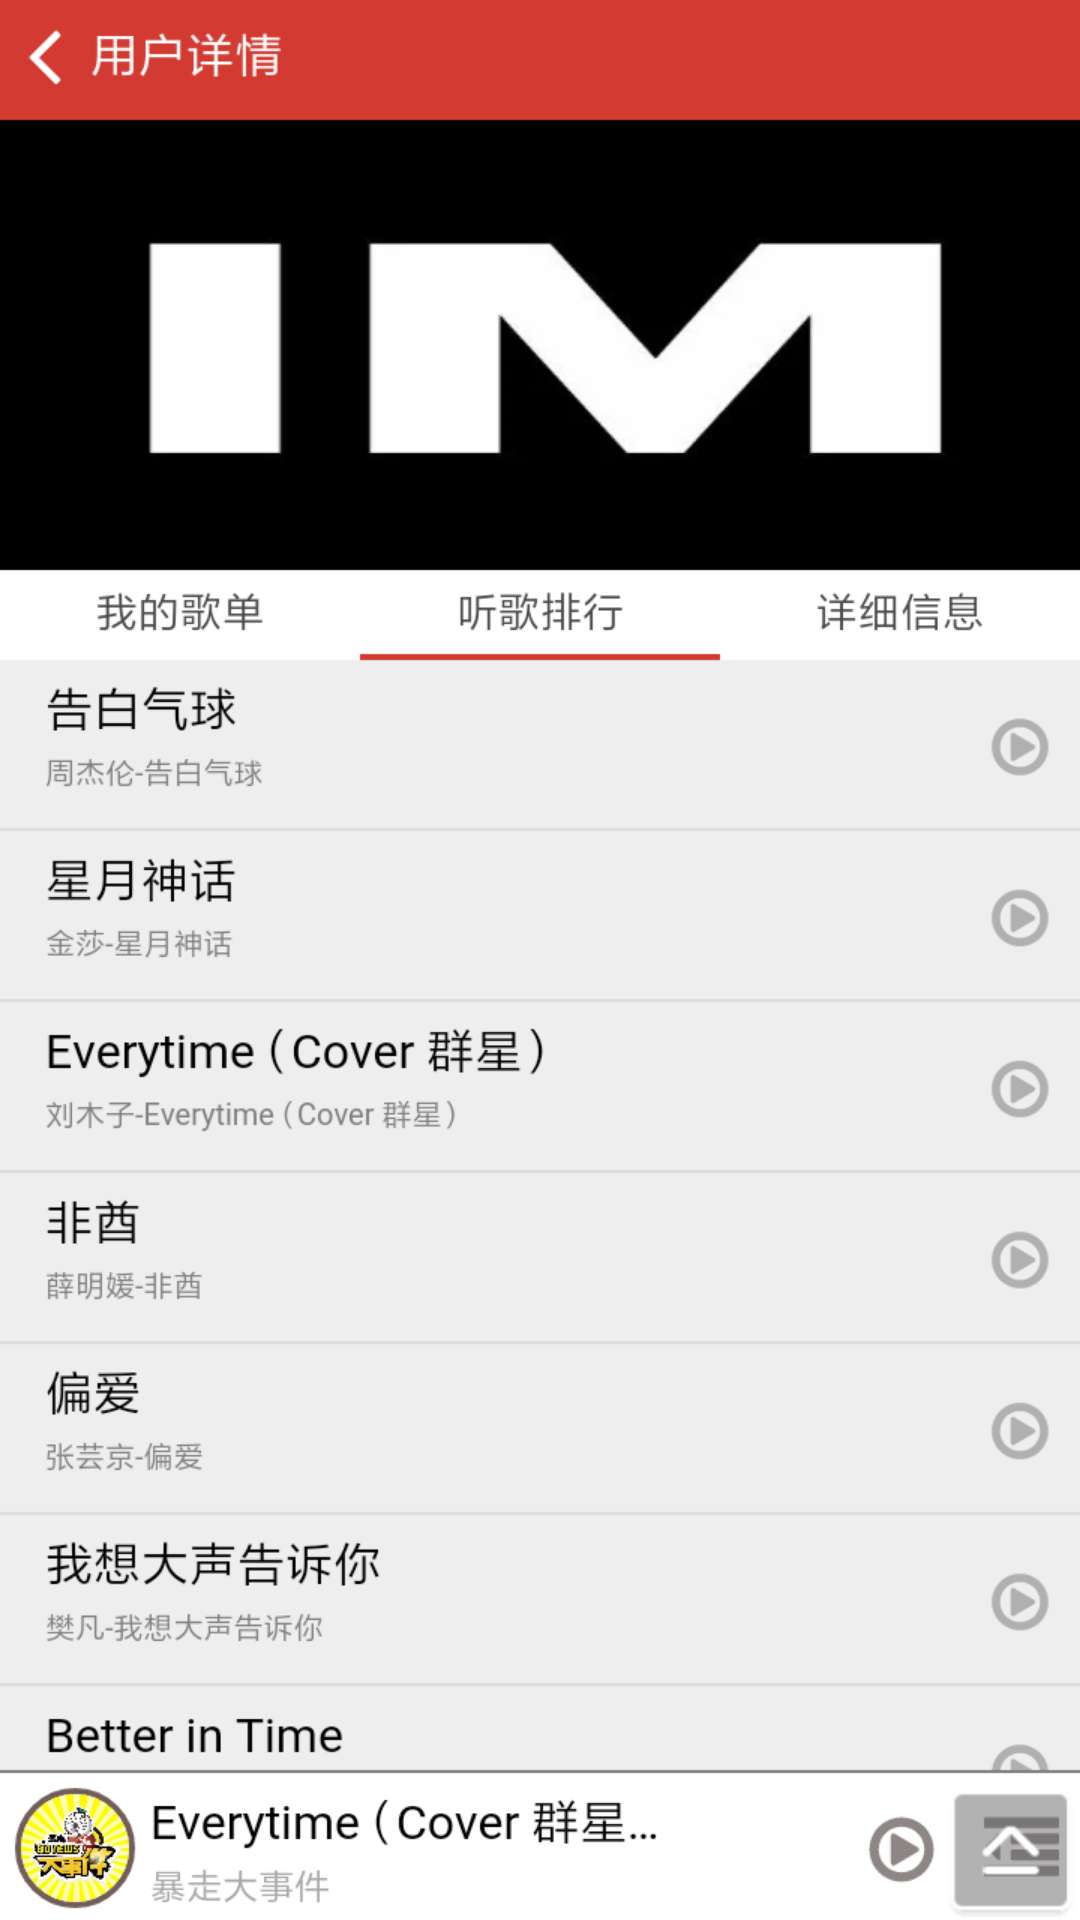 用户详情
IM
我的歌单 听歌排行 详细信息
告白气球
周杰伦-告白气球
星月神话
金莎-星月神话
Everytime（Cover 群星）
刘木子-Everytime（Cover 群星）
非酋
薛明媛-非酋
偏爱
张芸京-偏爱
我想大声告诉你
樊凡-我想大声告诉你
Better in Time
Everytime（Cover 群星...
暴走大事件
大事件